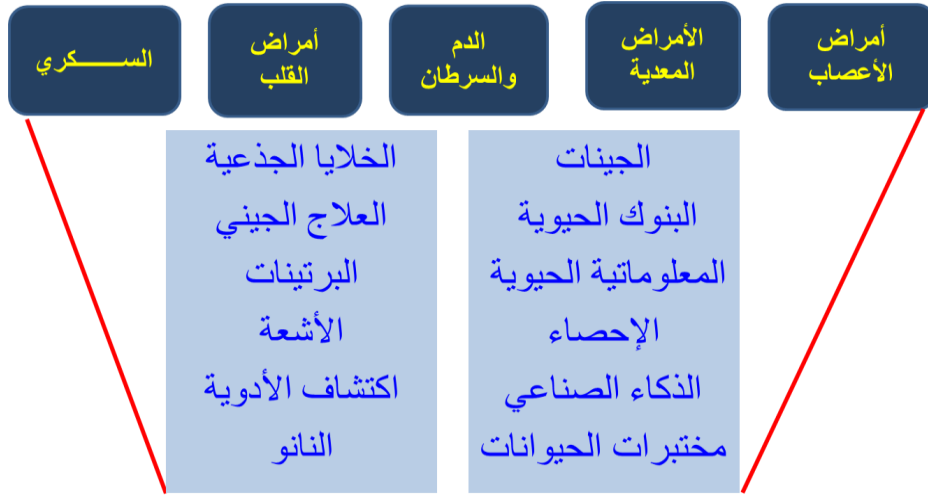 أمراض
الأعصاب
الأمراض
المعدية
الدم
والسرطان
أمراض
القلب
الســــــكري
الجينات
البنوك الحيوية
المعلوماتية الحيوية
الإحصاء
الذكاء الصناعي
مختبرات الحيوانات
الخلايا الجذعية
العلاج الجيني
البرتينات
الأشعة
اكتشاف الأدوية
النانو